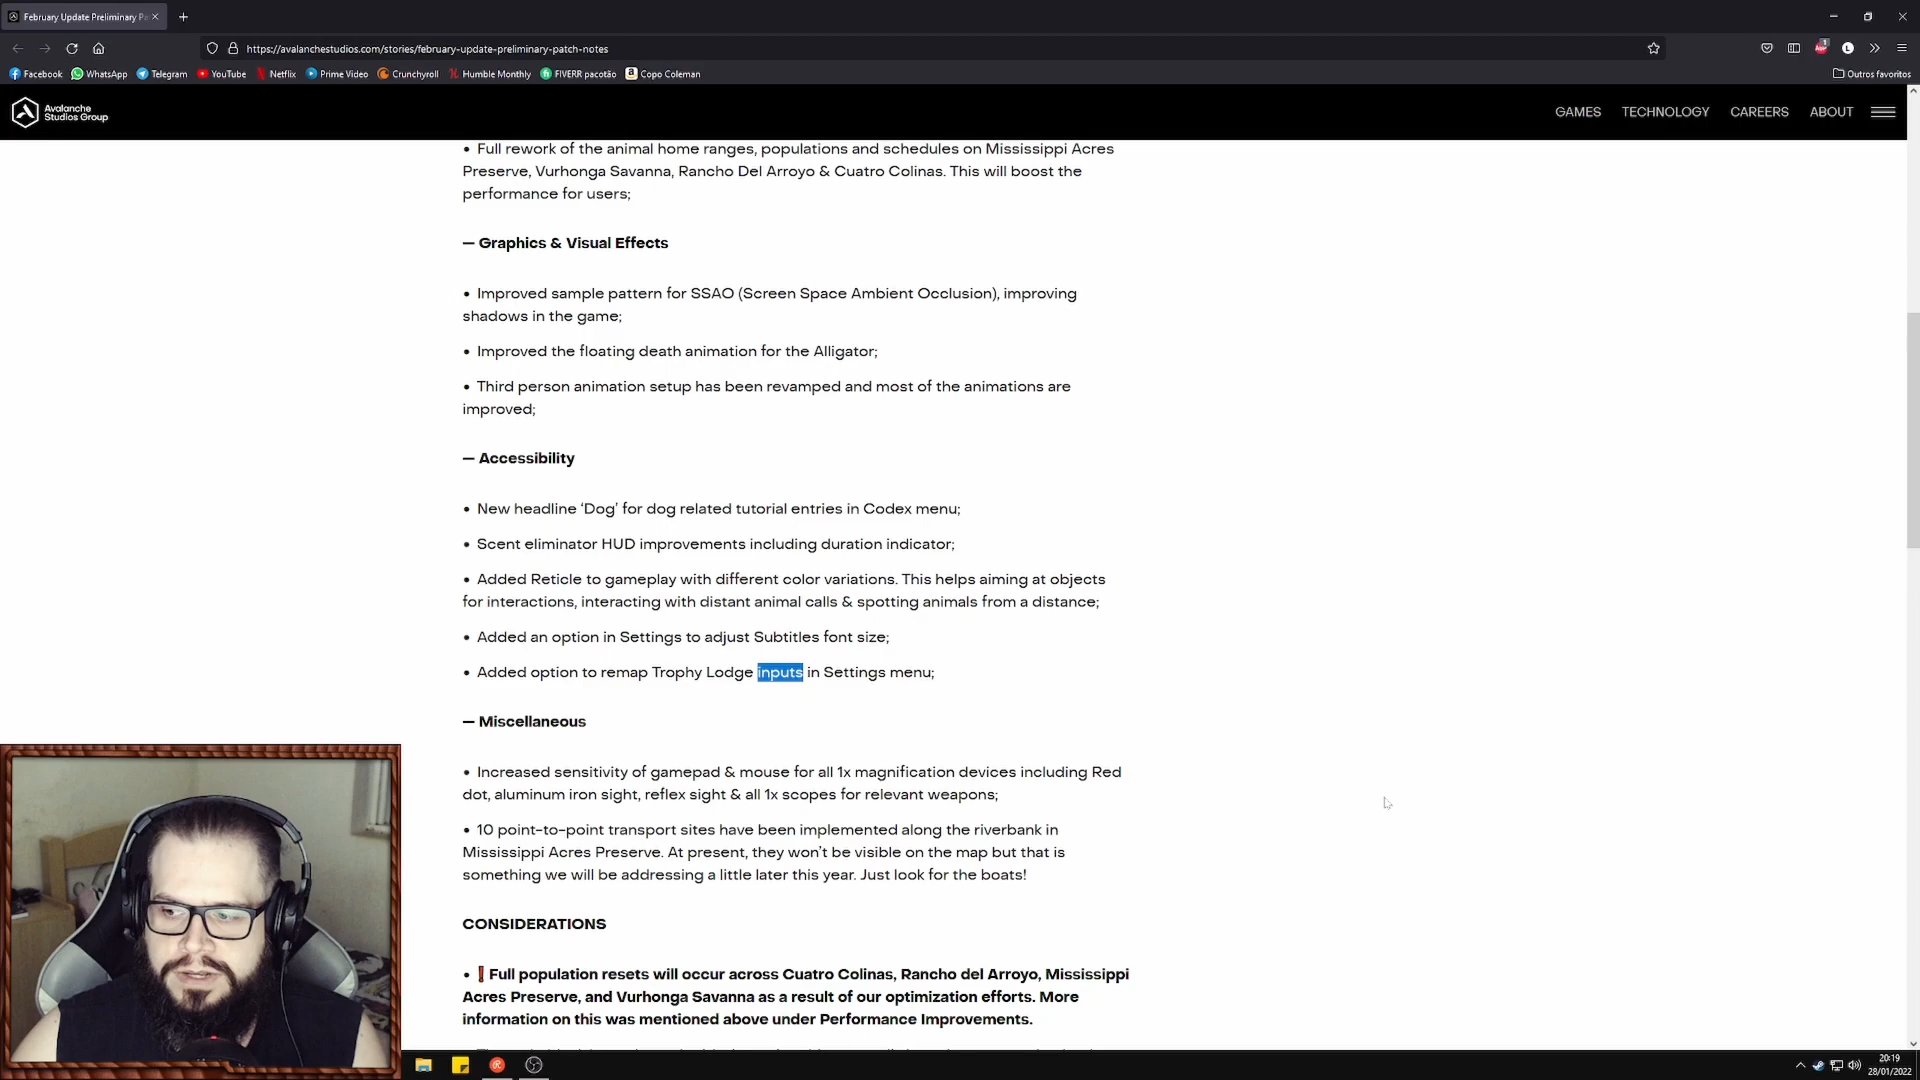 February Update Preliminary Pa
https://avalanchestudios.com/stories/february-update-preliminary-patch-notes
Facebook WhatsApp Telegram YouTube Netflix Prime Video Crunchyroll Humble Monthly FIVERR pacotão Copo Coleman Outros favoritos
Avalanche
Studios Group
GAMES TECHNOLOGY CAREERS ABOUT
• Full rework of the animal home ranges, populations and schedules on Mississippi Acres
Preserve, Vurhonga Savanna, Rancho Del Arroyo & Cuatro Colinas. This will boost the
performance for users;
— Graphics & Visual Effects
• Improved sample pattern for SSAO (Screen Space Ambient Occlusion), improving
shadows in the game;
• Improved the floating death animation for the Alligator;
• Third person animation setup has been revamped and most of the animations are
improved;
— Accessibility
• New headline ‘Dog’ for dog related tutorial entries in Codex menu;
• Scent eliminator HUD improvements including duration indicator;
• Added Reticle to gameplay with different color variations. This helps aiming at objects
for interactions, interacting with distant animal calls & spotting animals from a distance;
• Added an option in Settings to adjust Subtitles font size;
• Added option to remap Trophy Lodge inputs in Settings menu;
— Miscellaneous
• Increased sensitivity of gamepad & mouse for all 1x magnification devices including Red
dot, aluminum iron sight, reflex sight & all 1x scopes for relevant weapons;
• 10 point-to-point transport sites have been implemented along the riverbank in
Mississippi Acres Preserve. At present, they won’t be visible on the map but that is
something we will be addressing a little later this year. Just look for the boats!
CONSIDERATIONS
• ❗Full population resets will occur across Cuatro Colinas, Rancho del Arroyo, Mississippi
Acres Preserve, and Vurhonga Savanna as a result of our optimization efforts. More
information on this was mentioned above under Performance Improvements.
20:19
28/01/2022